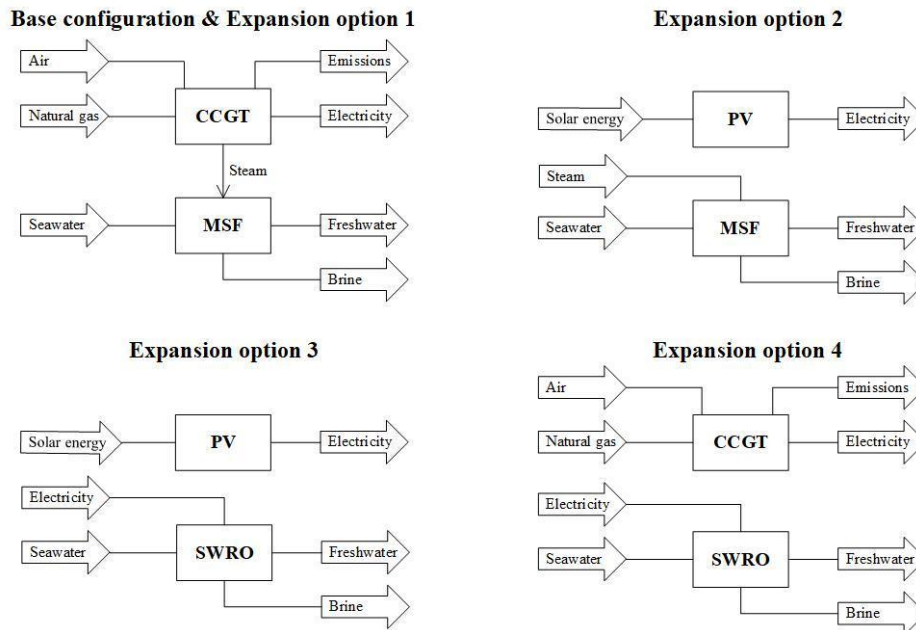 Base configuration & Expansion option 1
Air
Emissions
Natural gas
CCGT
Electricity
Steam
Seawater
MSF
Freshwater
Brine
Expansion option 2
Solar energy
PV
Electricity
Steam
Seawater
MSF
Freshwater
Brine
Expansion option 3
Solar energy
PV
Electricity
Electricity
Seawater
SWRO
Freshwater
Brine
Expansion option 4
Air
Emissions
Natural gas
CCGT
Electricity
Electricity
Seawater
SWRO
Freshwater
Brine